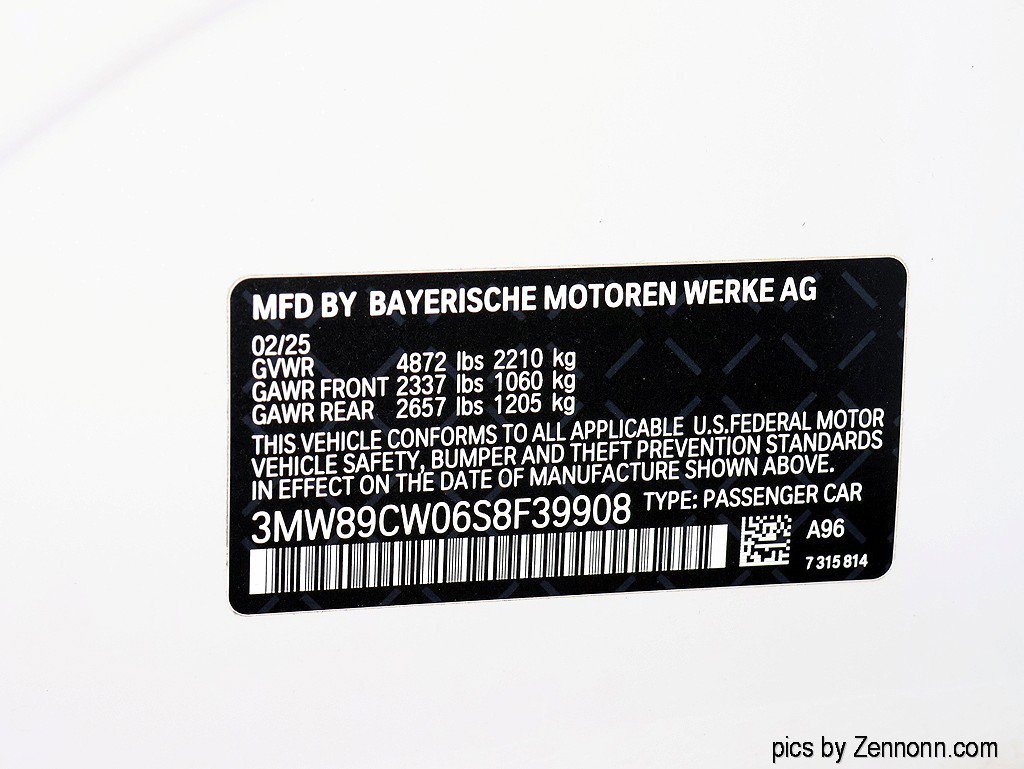 MFD BY BAYERISCHE MOTOREN WERKE AG
02/25
GVWR 4872 lbs 2210 kg
GAWR FRONT 2337 lbs 1060 kg
GAWR REAR 2657 lbs 1205 kg
THIS VEHICLE CONFORMS TO ALL APPLICABLE U.S.FEDERAL MOTOR
VEHICLE SAFETY, BUMPER AND THEFT PREVENTION STANDARDS
IN EFFECT ON THE DATE OF MANUFACTURE SHOWN ABOVE.
3MW89CW06S8F39908 TYPE: PASSENGER CAR
A96
7 315 814
pics by Zennonn.com